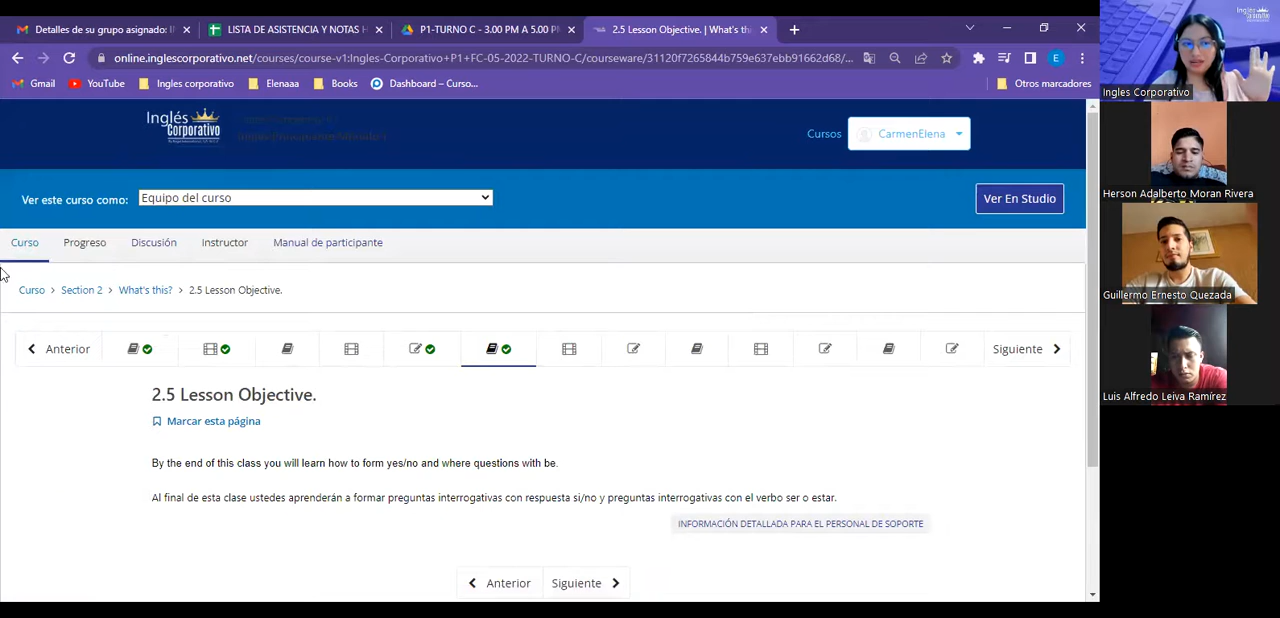 Detalles de su grupo asignado: I
LISTA DE ASISTENCIA Y NOTAS H
P1-TURNO C - 3.00 PM A 5.00 PM
2.5 Lesson Objective. | What's thi
online.inglescorporativo.net/courses/course-v1:Ingles-Corporativo+P1+FC-05-2022-TURNO-C/courseware/31120f7265844b759e637ebb91662d68/...
E
Gmail
YouTube
Ingles corporativo
Elenaaa
Books
Dashboard – Curso...
Otros marcadores
Inglés
Corporativo
Cursos
CarmenElena
Ver este curso como:
Equipo del curso
Ver En Studio
Curso
Progreso
Discusión
Instructor
Manual de participante
Curso > Section 2 > What's this? > 2.5 Lesson Objective.
Anterior
Siguiente
2.5 Lesson Objective.
Marcar esta página
By the end of this class you will learn how to form yes/no and where questions with be.
Al final de esta clase ustedes aprenderán a formar preguntas interrogativas con respuesta si/no y preguntas interrogativas con el verbo ser o estar.
INFORMACIÓN DETALLADA PARA EL PERSONAL DE SOPORTE
Anterior
Siguiente
Ingles Corporativo
Herson Adalberto Moran Rivera
Guillermo Ernesto Quezada
Luis Alfredo Leiva Ramírez